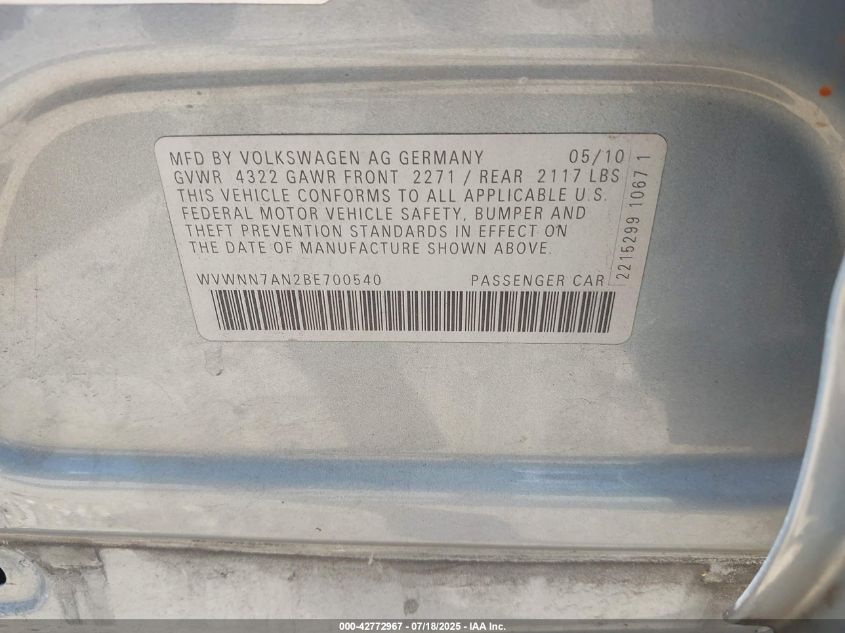 MFD BY VOLKSWAGEN AG GERMANY 05/10
GVWR 4322 GAWR FRONT 2271 / REAR 2117 LBS
THIS VEHICLE CONFORMS TO ALL APPLICABLE U.S.
FEDERAL MOTOR VEHICLE SAFETY, BUMPER AND
THEFT PREVENTION STANDARDS IN EFFECT ON
THE DATE OF MANUFACTURE SHOWN ABOVE.
WVWNN7AN2BE700540 PASSENGER CAR
2215299 10671
000-42772967 - 07/18/2025 - IAA Inc.